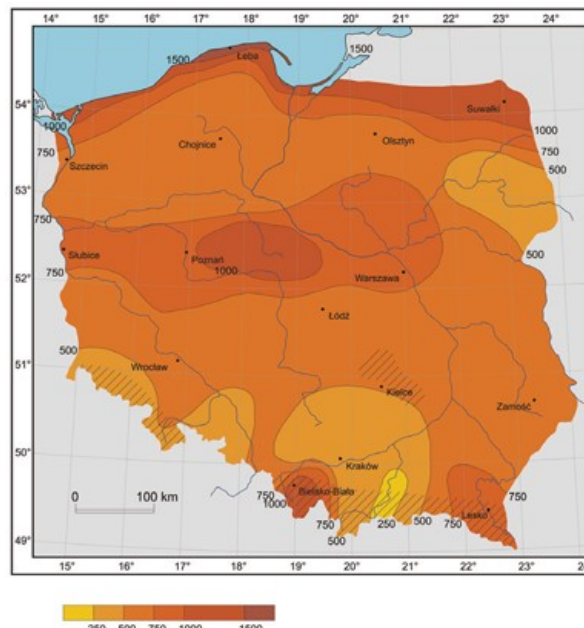 14° 15° 16° 17° 18° 19° 20° 21° 22° 23° 24°
1500
Łeba
1500
54°
1000
Suwałki
1000
750
Chojnice
Olsztyn
750
500
Szczecin
53°
750
500
Słubice
Poznań
1000
Warszawa
52°
750
Łódź
51°
500
Wrocław
Kielce
Zamość
50°
Kraków
0 100 km
750
1000
Bielsko-Biała
750
250
500
750
Lesko
750
500
49°
15° 16° 17° 18° 19° 20° 21° 22° 23°
250 500 750 1000 1500